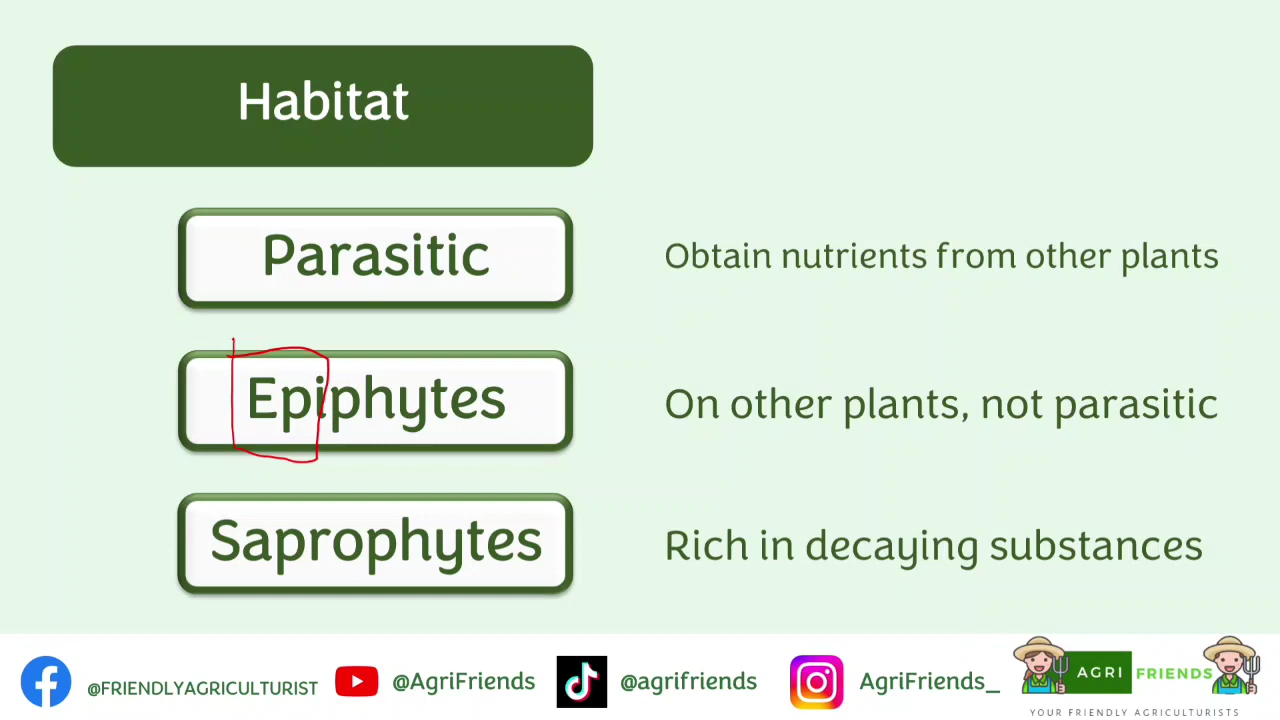 Habitat
Parasitic
Obtain nutrients from other plants
Epiphytes
On other plants, not parasitic
Saprophytes
Rich in decaying substances
@FRIENDLYAGRICULTURIST
@AgriFriends
@agrifriends
AgriFriends_
AGRI FRIENDS
YOUR FRIENDLY AGRICULTURISTS